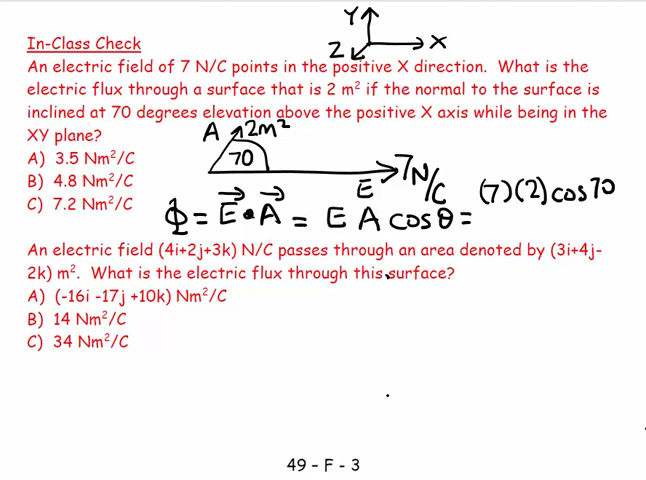 Y
X
Z
In-Class Check
An electric field of 7 N/C points in the positive X direction. What is the
electric flux through a surface that is 2 m² if the normal to the surface is
inclined at 70 degrees elevation above the positive X axis while being in the
XY plane?
A 2m²
A) 3.5 Nm²/C
70
7N/C
B) 4.8 Nm²/C
E
(7)(2)cos70
C) 7.2 Nm²/C
Φ = E • A = E A cosθ =
An electric field (4i+2j+3k) N/C passes through an area denoted by (3i+4j-
2k) m². What is the electric flux through this surface?
A) (-16i -17j +10k) Nm²/C
B) 14 Nm²/C
C) 34 Nm²/C
49 - F - 3